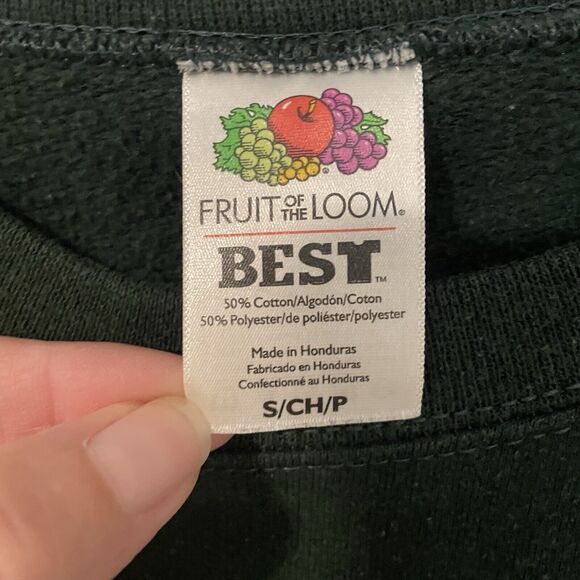 FRUIT OF THE LOOM®
BEST™
50% Cotton/Algodón/Coton
50% Polyester/de poliéster/polyester
Made in Honduras
Fabricado en Honduras
Confectionné au Honduras
S/CH/P